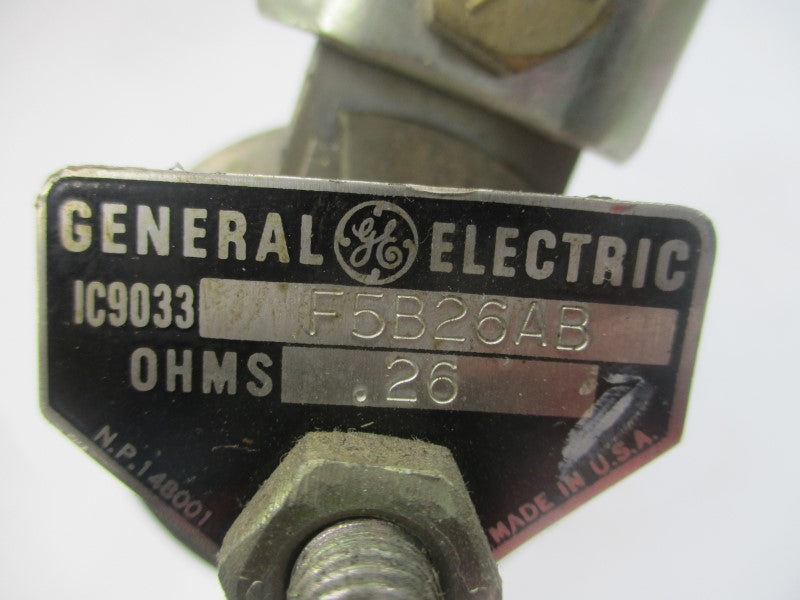 GENERAL GE ELECTRIC
IC9033 F5B26AB
OHMS .26
N.P.148001
MADE IN U.S.A.